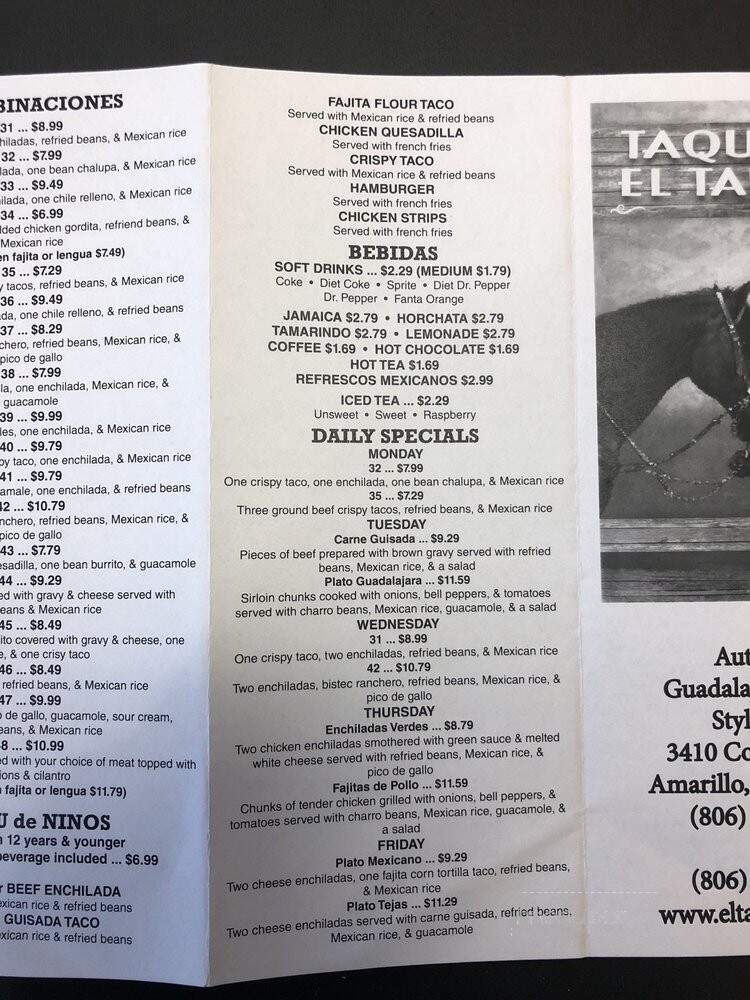 BINACIONES
31 ... $8.99
hiladas, refried beans, & Mexican rice
32 ... $7.99
lada, one bean chalupa, & Mexican rice
33 ... $9.49
hilada, one chile relleno, & Mexican rice
34 ... $6.99
dded chicken gordita, refriend beans, &
Mexican rice
en fajita or lengua $7.49)
35 ... $7.29
y tacos, refried beans, & Mexican rice
36 ... $9.49
ada, one chile relleno, & refried beans
37 ... $8.29
chero, refried beans, Mexican rice, &
pico de gallo
38 ... $7.99
lla, one enchilada, Mexican rice, &
guacamole
39 ... $9.99
les, one enchilada, & Mexican rice
40 ... $9.79
py taco, one enchilada, & Mexican rice
41 ... $9.79
amale, one enchilada, & refried beans
42 ... $10.79
nchero, refried beans, Mexican rice, &
pico de gallo
43 ... $7.79
esadilla, one bean burrito, & guacamole
44 ... $9.29
ed with gravy & cheese served with
eans & Mexican rice
45 ... $8.49
ito covered with gravy & cheese, one
e, & one crisy taco
46 ... $8.49
refried beans, & Mexican rice
47 ... $9.99
o de gallo, guacamole, sour cream,
eans, & Mexican rice
8 ... $10.99
ed with your choice of meat topped with
ions & cilantro
fajita or lengua $11.79)
U de NINOS
n 12 years & younger
beverage included ... $6.99
r BEEF ENCHILADA
exican rice & refried beans
GUISADA TACO
xican rice & refried beans
FAJITA FLOUR TACO
Served with Mexican rice & refried beans
CHICKEN QUESADILLA
Served with french fries
CRISPY TACO
Served with Mexican rice & refried beans
HAMBURGER
Served with french fries
CHICKEN STRIPS
Served with french fries
BEBIDAS
SOFT DRINKS ... $2.29 (MEDIUM $1.79)
Coke • Diet Coke • Sprite • Diet Dr. Pepper
Dr. Pepper • Fanta Orange
JAMAICA $2.79 • HORCHATA $2.79
TAMARINDO $2.79 • LEMONADE $2.79
COFFEE $1.69 • HOT CHOCOLATE $1.69
HOT TEA $1.69
REFRESCOS MEXICANOS $2.99
ICED TEA ... $2.29
Unsweet • Sweet • Raspberry
DAILY SPECIALS
MONDAY
32 ... $7.99
One crispy taco, one enchilada, one bean chalupa, & Mexican rice
35 ... $7.29
Three ground beef crispy tacos, refried beans, & Mexican rice
TUESDAY
Carne Guisada ... $9.29
Pieces of beef prepared with brown gravy served with refried
beans, Mexican rice, & a salad
Plato Guadalajara ... $11.59
Sirloin chunks cooked with onions, bell peppers, & tomatoes
served with charro beans, Mexican rice, guacamole, & a salad
WEDNESDAY
31 ... $8.99
One crispy taco, two enchiladas, refried beans, & Mexican rice
42 ... $10.79
Two enchiladas, bistec ranchero, refried beans, Mexican rice, &
pico de gallo
THURSDAY
Enchiladas Verdes ... $8.79
Two chicken enchiladas smothered with green sauce & melted
white cheese served with refried beans, Mexican rice, &
pico de gallo
Fajitas de Pollo ... $11.59
Chunks of tender chicken grilled with onions, bell peppers, &
tomatoes served with charro beans, Mexican rice, guacamole, &
a salad
FRIDAY
Plato Mexicano ... $9.29
Two cheese enchiladas, one fajita corn tortilla taco, refried beans,
& Mexican rice
Plato Tejas ... $11.29
Two cheese enchiladas served with carne guisada, refried beans,
Mexican rice, & guacamole
TAQU
EL TA
Aut
Guadala
Styl
3410 Co
Amarillo,
(806)
(806)
www.elta